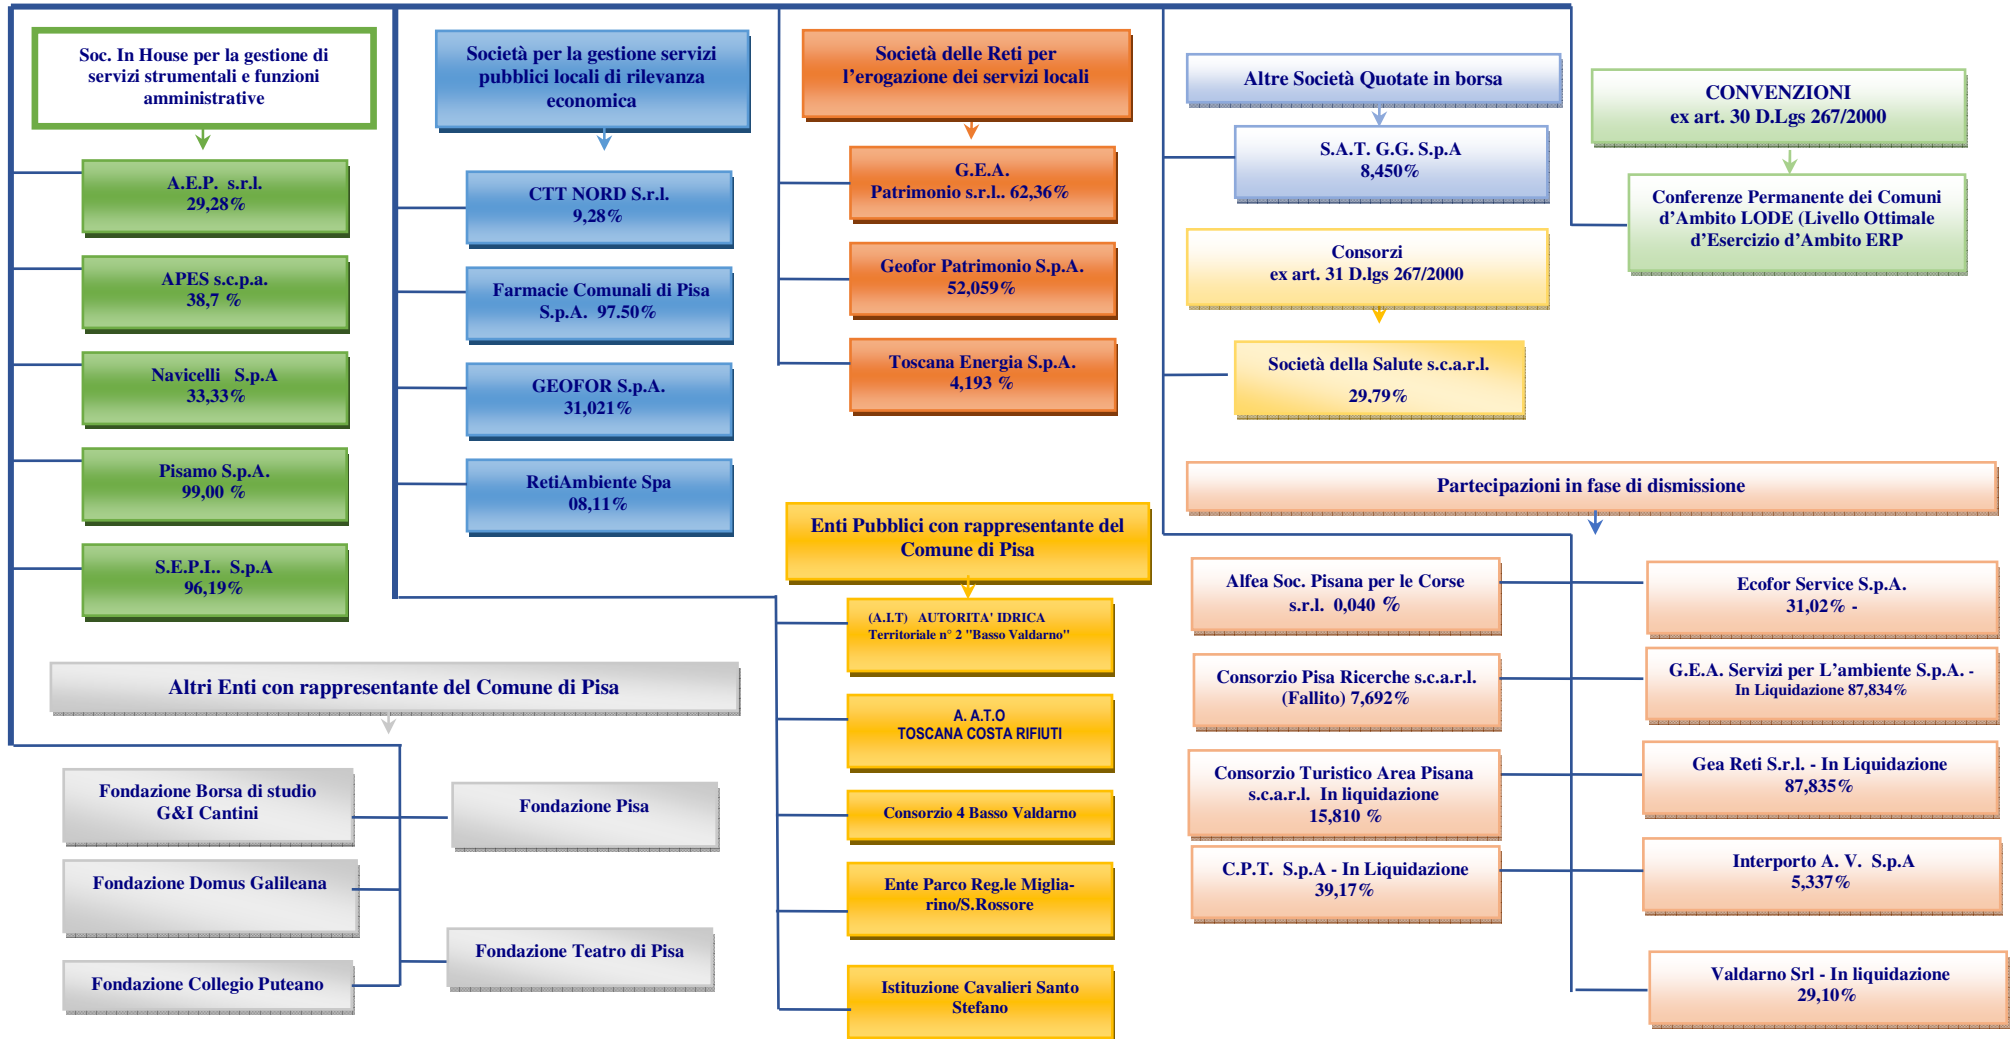 Soc. In House per la gestione di
servizi strumentali e funzioni
amministrative
A.E.P. s.r.l.
29,28%
APES s.c.p.a.
38,7 %
Navicelli S.p.A
33,33%
Pisamo S.p.A.
99,00 %
S.E.P.I.. S.p.A
96,19%
Società per la gestione servizi
pubblici locali di rilevanza
economica
CTT NORD S.r.l.
9,28%
Farmacie Comunali di Pisa
S.p.A. 97.50%
GEOFOR S.p.A.
31,021%
RetiAmbiente Spa
08,11%
Società delle Reti per
l'erogazione dei servizi locali
G.E.A.
Patrimonio s.r.l.. 62,36%
Geofor Patrimonio S.p.A.
52,059%
Toscana Energia S.p.A.
4,193 %
Altre Società Quotate in borsa
S.A.T. G.G. S.p.A
8,450%
Consorzi
ex art. 31 D.lgs 267/2000
Società della Salute s.c.a.r.l.
29,79%
CONVENZIONI
ex art. 30 D.Lgs 267/2000
Conferenze Permanente dei Comuni
d'Ambito LODE (Livello Ottimale
d'Esercizio d'Ambito ERP
Altri Enti con rappresentante del Comune di Pisa
Fondazione Borsa di studio
G&I Cantini
Fondazione Domus Galileana
Fondazione Collegio Puteano
Fondazione Pisa
Fondazione Teatro di Pisa
Enti Pubblici con rappresentante del
Comune di Pisa
(A.I.T) AUTORITA' IDRICA
Territoriale n° 2 "Basso Valdarno"
A. A.T.O
TOSCANA COSTA RIFIUTI
Consorzio 4 Basso Valdarno
Ente Parco Reg.le Miglia-
rino/S.Rossore
Istituzione Cavalieri Santo
Stefano
Partecipazioni in fase di dismissione
Alfea Soc. Pisana per le Corse
s.r.l. 0,040 %
Consorzio Pisa Ricerche s.c.a.r.l.
(Fallito) 7,692%
Consorzio Turistico Area Pisana
s.c.a.r.l. In liquidazione
15,810 %
C.P.T. S.p.A - In Liquidazione
39,17%
Ecofor Service S.p.A.
31,02% -
G.E.A. Servizi per L'ambiente S.p.A. -
In Liquidazione 87,834%
Gea Reti S.r.l. - In Liquidazione
87,835%
Interporto A. V. S.p.A
5,337%
Valdarno Srl - In liquidazione
29,10%